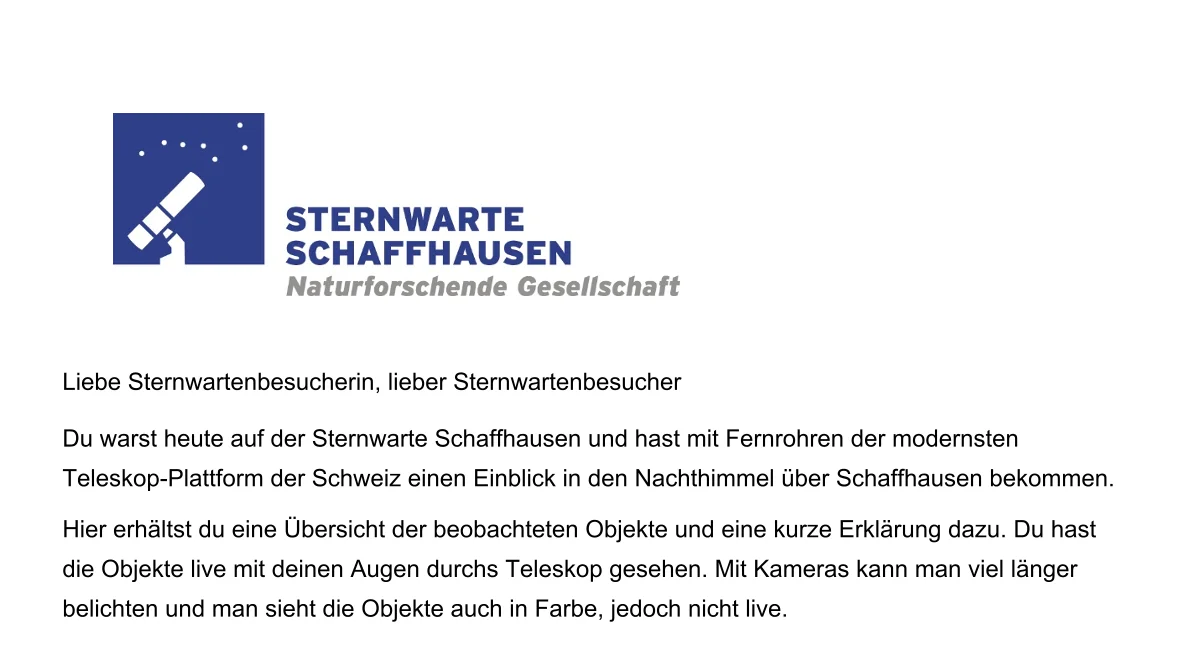 STERNWARTE
SCHAFFHAUSEN
Naturforschende Gesellschaft
Liebe Sternwartenbesucherin, lieber Sternwartenbesucher
Du warst heute auf der Sternwarte Schaffhausen und hast mit Fernrohren der modernsten
Teleskop-Plattform der Schweiz einen Einblick in den Nachthimmel über Schaffhausen bekommen.
Hier erhältst du eine Übersicht der beobachteten Objekte und eine kurze Erklärung dazu. Du hast
die Objekte live mit deinen Augen durchs Teleskop gesehen. Mit Kameras kann man viel länger
belichten und man sieht die Objekte auch in Farbe, jedoch nicht live.